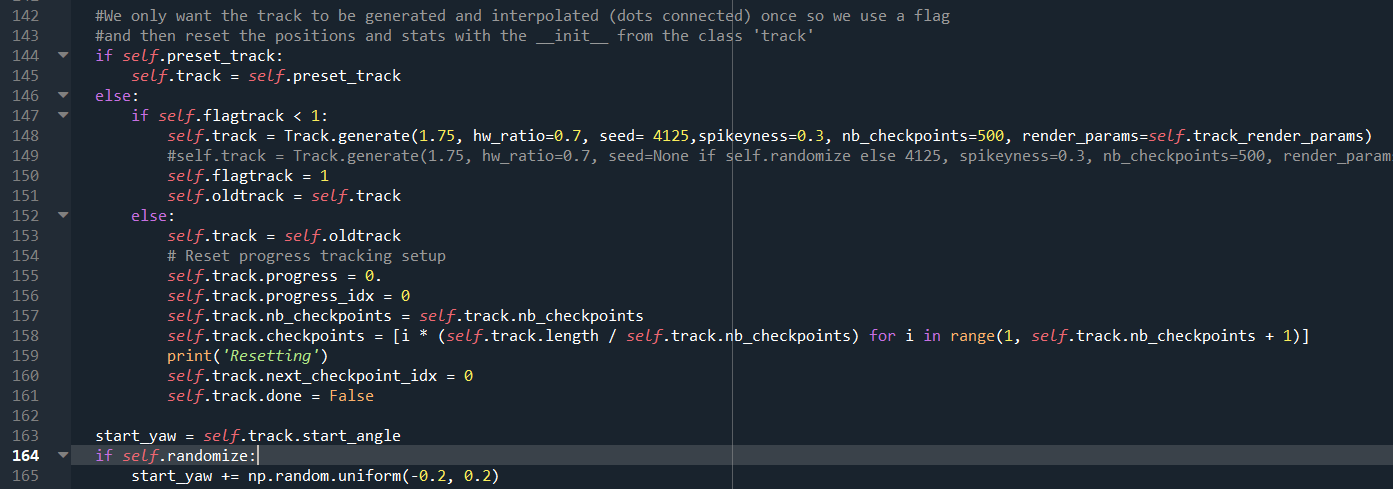 142 #We only want the track to be generated and interpolated (dots connected) once so we use a flag
143 #and then reset the positions and stats with the __init__ from the class 'track'
144 if self.preset_track:
145 self.track = self.preset_track
146 else:
147 if self.flagtrack < 1:
148 self.track = Track.generate(1.75, hw_ratio=0.7, seed= 4125,spikeyness=0.3, nb_checkpoints=500, render_params=self.track_render_params)
149 #self.track = Track.generate(1.75, hw_ratio=0.7, seed=None if self.randomize else 4125, spikeyness=0.3, nb_checkpoints=500, render_param
150 self.flagtrack = 1
151 self.oldtrack = self.track
152 else:
153 self.track = self.oldtrack
154 # Reset progress tracking setup
155 self.track.progress = 0.
156 self.track.progress_idx = 0
157 self.track.nb_checkpoints = self.track.nb_checkpoints
158 self.track.checkpoints = [i * (self.track.length / self.track.nb_checkpoints) for i in range(1, self.track.nb_checkpoints + 1)]
159 print('Resetting')
160 self.track.next_checkpoint_idx = 0
161 self.track.done = False
162
163 start_yaw = self.track.start_angle
164 if self.randomize:
165 start_yaw += np.random.uniform(-0.2, 0.2)